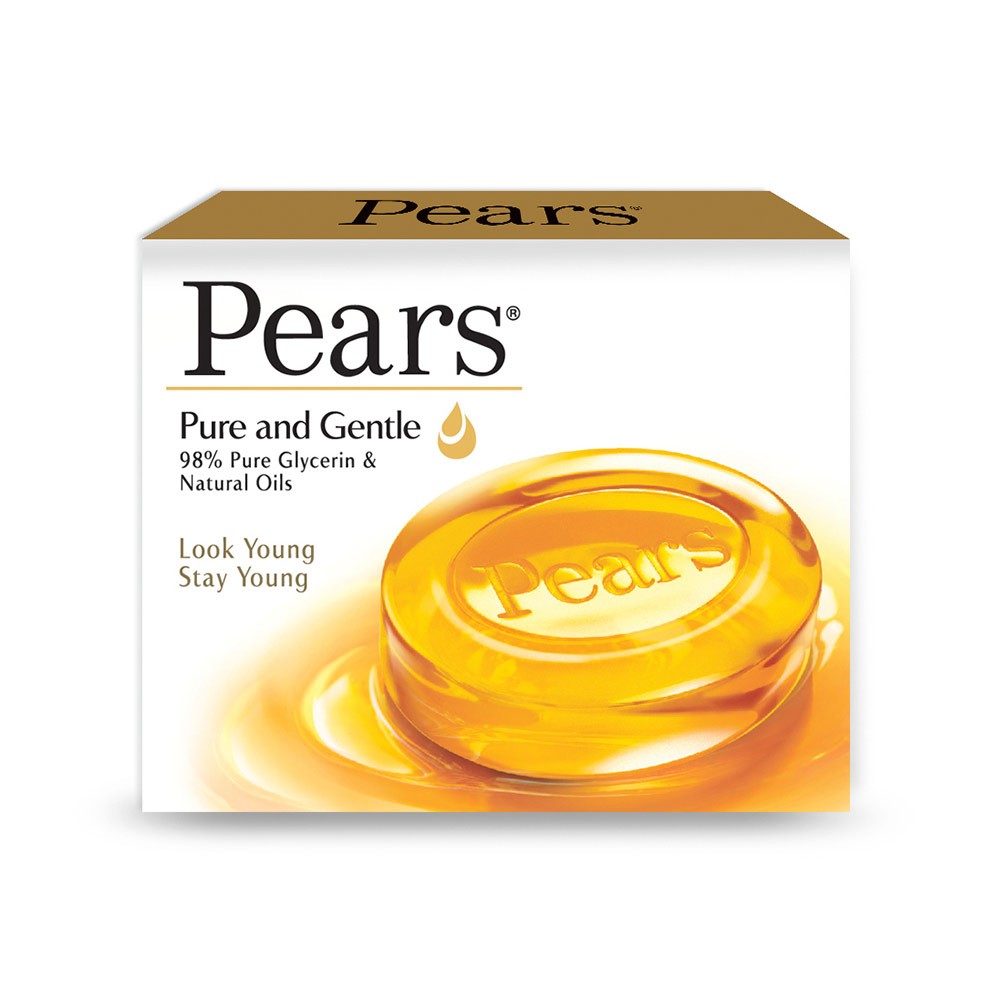 Pears®
Pears®
Pure and Gentle
98% Pure Glycerin &
Natural Oils
Look Young
Stay Young
Pears